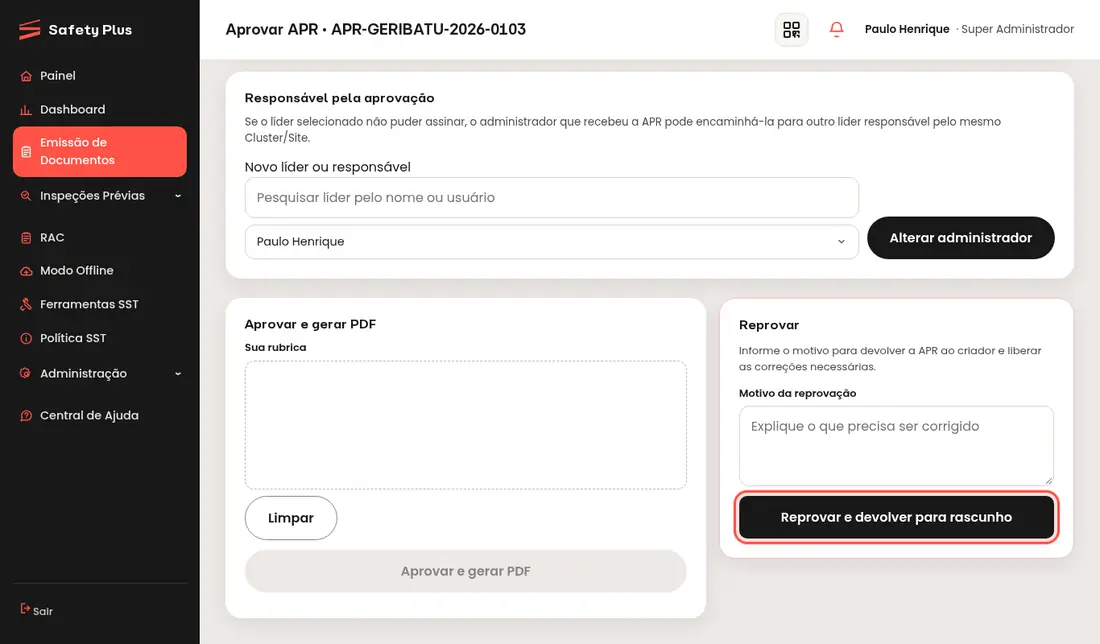 Safety Plus
Painel
Dashboard
Emissão de
Documentos
Inspeções Prévias
RAC
Modo Offline
Ferramentas SST
Política SST
Administração
Central de Ajuda
Sair
Aprovar APR • APR-GERIBATU-2026-0103
Paulo Henrique · Super Administrador
Responsável pela aprovação
Se o líder selecionado não puder assinar, o administrador que recebeu a APR pode encaminhá-la para outro líder responsável pelo mesmo
Cluster/Site.
Novo líder ou responsável
Pesquisar líder pelo nome ou usuário
Paulo Henrique
Alterar administrador
Aprovar e gerar PDF
Sua rubrica
Limpar
Aprovar e gerar PDF
Reprovar
Informe o motivo para devolver a APR ao criador e liberar
as correções necessárias.
Motivo da reprovação
Explique o que precisa ser corrigido
Reprovar e devolver para rascunho